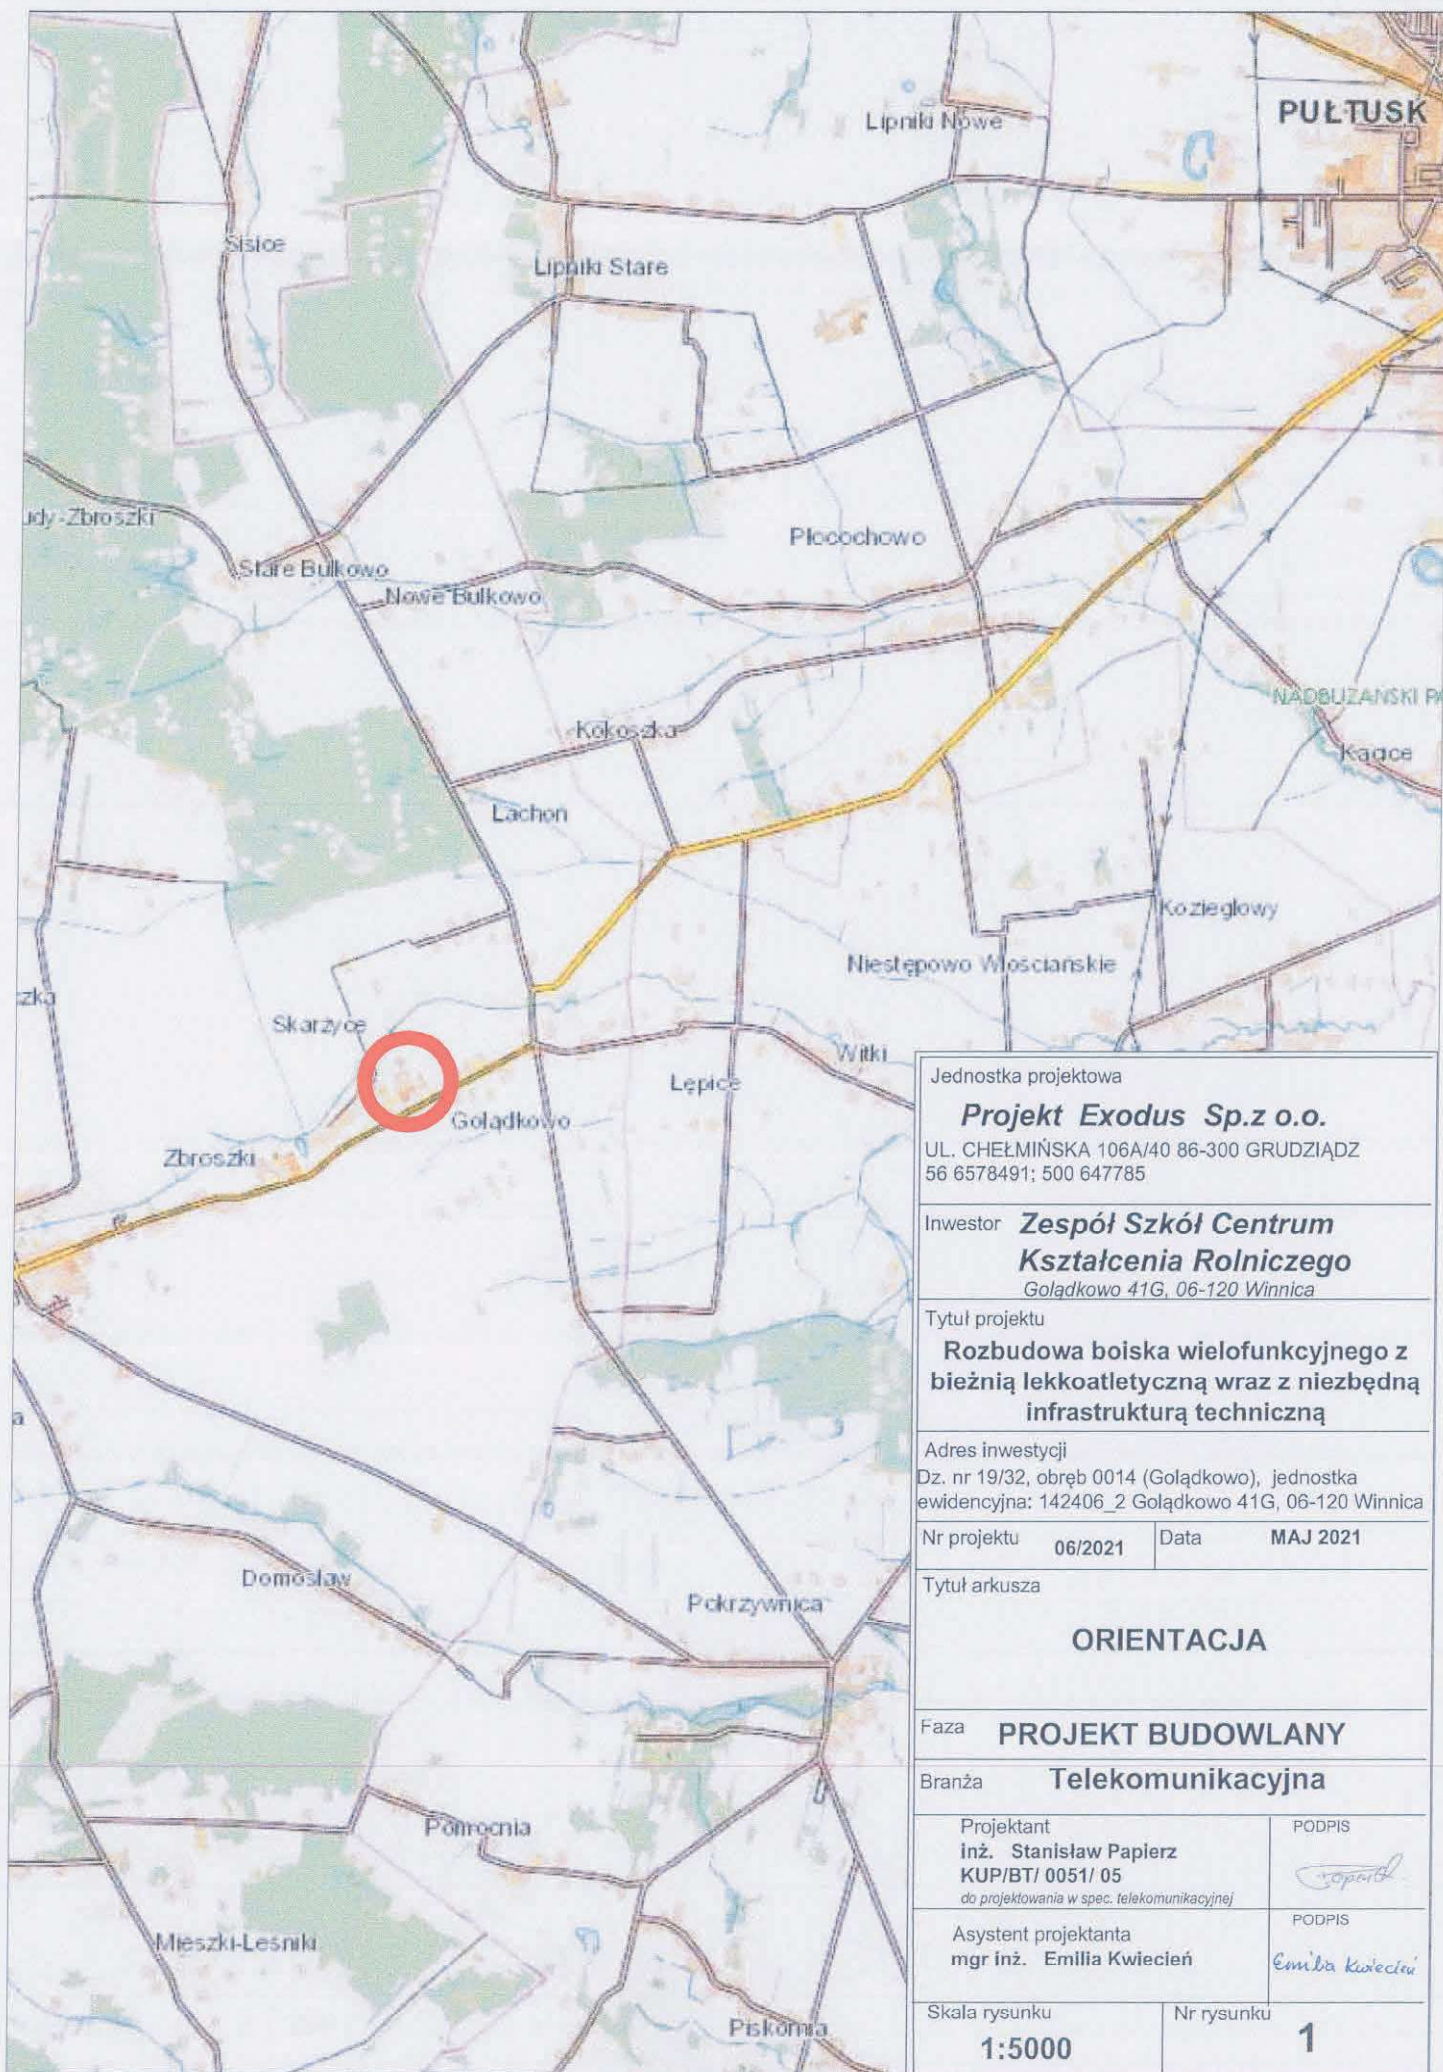 PUŁTUSK
Lipniki Nowe
Sisice
Lipniki Stare
udy-Zbroszki
Płocochowo
Stare Bulkowo
Nowe Bulkowo
NADBUŻAŃSKI PA
Kokoszka
Kacice
Lachoń
Koziegłowy
Niestępowo Włościańskie
zka
Skarżyce
Witki
Lępice
Gołądkowo
Zbroszki
a
Domosław
Pokrzywnica
Pomocnia
Mieszki-Leśniki
Piskornia
Jednostka projektowa
Projekt Exodus Sp.z o.o.
UL. CHEŁMIŃSKA 106A/40 86-300 GRUDZIĄDZ
56 6578491; 500 647785
Inwestor Zespół Szkół Centrum
Kształcenia Rolniczego
Golądkowo 41G, 06-120 Winnica
Tytuł projektu
Rozbudowa boiska wielofunkcyjnego z
bieżnią lekkoatletyczną wraz z niezbędną
infrastrukturą techniczną
Adres inwestycji
Dz. nr 19/32, obręb 0014 (Golądkowo), jednostka
ewidencyjna: 142406_2 Golądkowo 41G, 06-120 Winnica
Nr projektu 06/2021 Data MAJ 2021
Tytuł arkusza
ORIENTACJA
Faza PROJEKT BUDOWLANY
Branża Telekomunikacyjna
Projektant PODPIS
inż. Stanisław Papierz
KUP/BT/ 0051/ 05
do projektowania w spec. telekomunikacyjnej
Asystent projektanta PODPIS
mgr inż. Emilia Kwiecień
Emilia Kwiecień
Skala rysunku Nr rysunku
1:5000 1